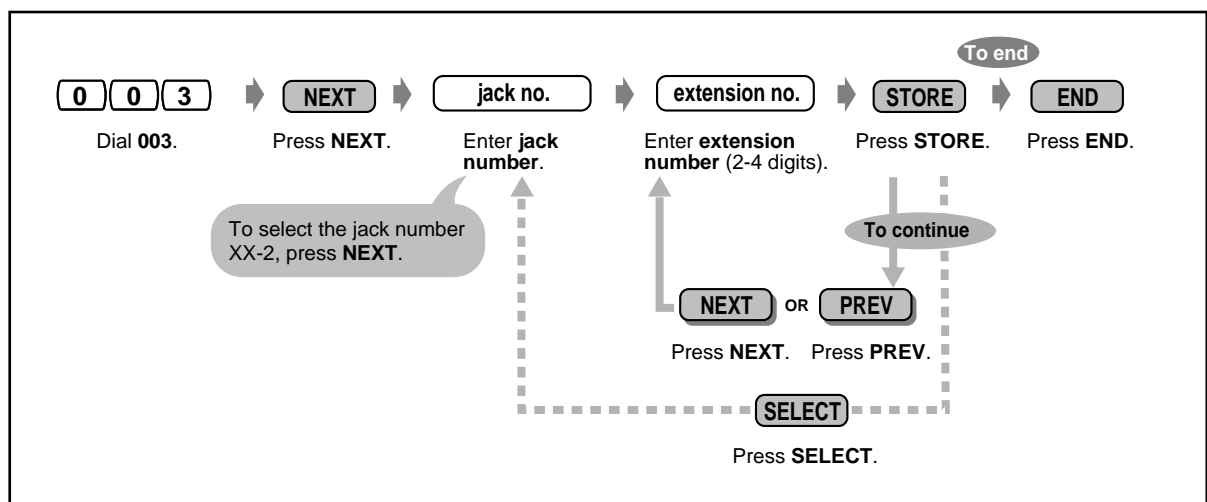 To end
0 0 3
NEXT
jack no.
extension no.
STORE
END
Dial 003.
Press NEXT.
Enter jack
number.
Enter extension
number (2-4 digits).
Press STORE.
Press END.
To select the jack number
XX-2, press NEXT.
To continue
NEXT OR PREV
Press NEXT. Press PREV.
SELECT
Press SELECT.